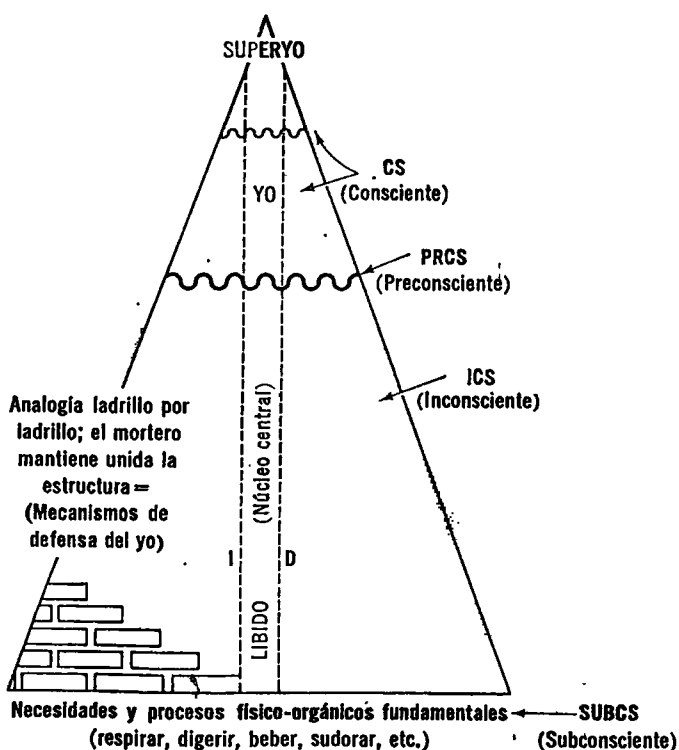 SUPERYO
CS
(Consciente)
YO
PRCS
(Preconsciente)
ICS
(Inconsciente)
Analogía ladrillo por
ladrillo; el mortero
mantiene unida la
estructura =
(Mecanismos de
defensa del yo)
(Núcleo central)
I D
LIBIDO
Necesidades y procesos físico-orgánicos fundamentales
(respirar, digerir, beber, sudorar, etc.)
SUBCS
(Subconsciente)